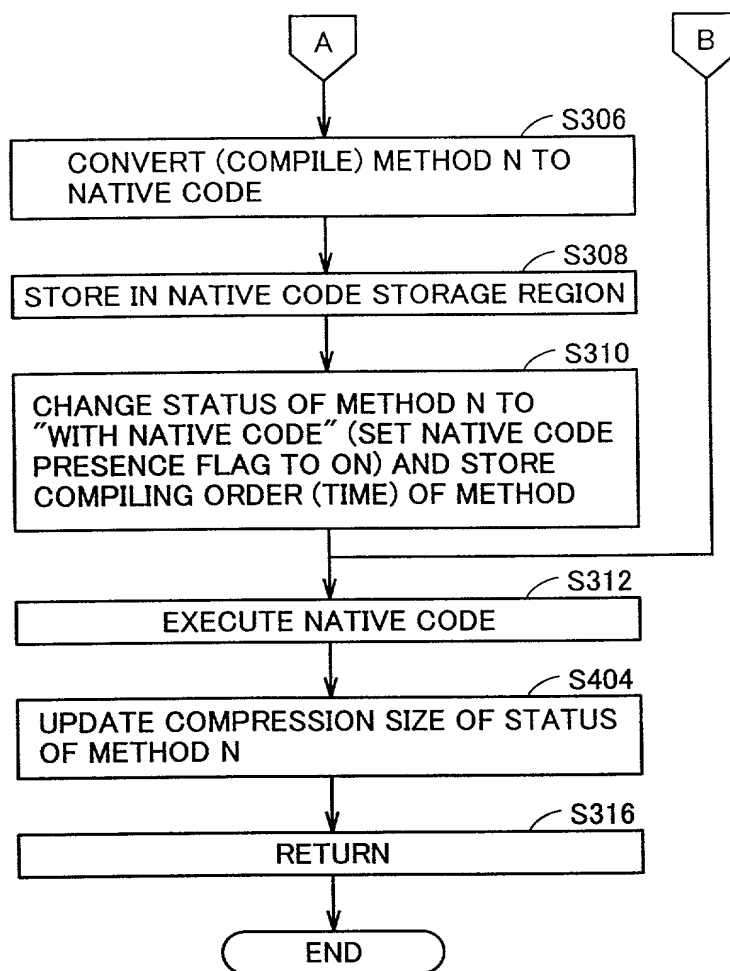 A
B
S306
CONVERT (COMPILE) METHOD N TO
NATIVE CODE
S308
STORE IN NATIVE CODE STORAGE REGION
S310
CHANGE STATUS OF METHOD N TO
"WITH NATIVE CODE" (SET NATIVE CODE
PRESENCE FLAG TO ON) AND STORE
COMPILING ORDER (TIME) OF METHOD
S312
EXECUTE NATIVE CODE
S404
UPDATE COMPRESSION SIZE OF STATUS
OF METHOD N
S316
RETURN
END